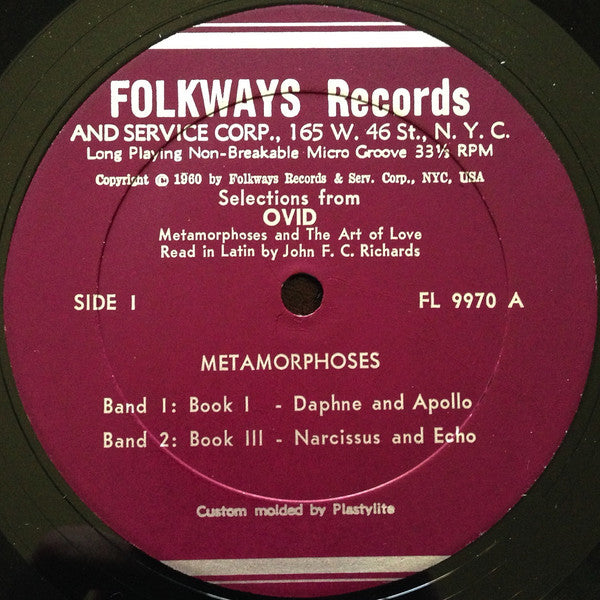 FOLKWAYS Records
AND SERVICE CORP., 165 W. 46 St., N. Y. C.
Long Playing Non-Breakable Micro Groove 33⅓ RPM
Copyright © 1960 by Folkways Records & Serv. Corp., NYC, USA
Selections from
OVID
Metamorphoses and The Art of Love
Read in Latin by John F. C. Richards
SIDE I FL 9970 A
METAMORPHOSES
Band I: Book I - Daphne and Apollo
Band 2: Book III - Narcissus and Echo
Custom molded by Plastylite